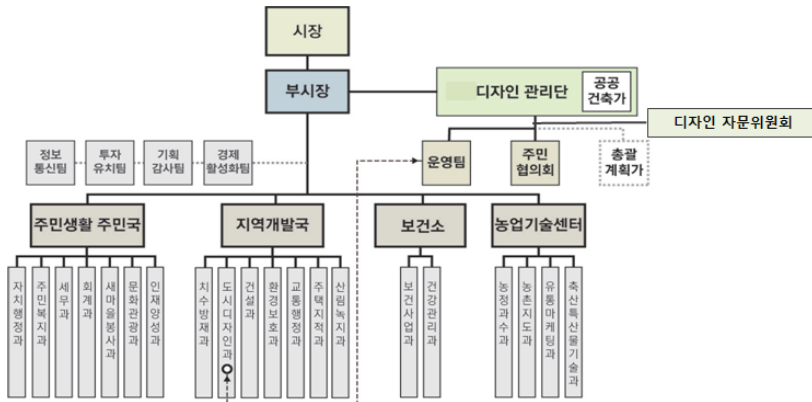 시장
부시장
디자인 관리단
공공
건축가
디자인 자문위원회
정보
통신팀
투자
유치팀
기획
감사팀
경제
활성화팀
운영팀
주민
협의회
총괄
계획가
주민생활 주민국
지역개발국
보건소
농업기술센터
자치행정과
주민복지과
세무과
회계과
새마을봉사과
문화관광과
인재양성과
치수방재과
도시디자인과
건설과
환경보호과
교통행정과
주택지적과
산림녹지과
보건사업과
건강관리과
농정과수과
농촌지도과
유통마케팅과
축산특산물기술과